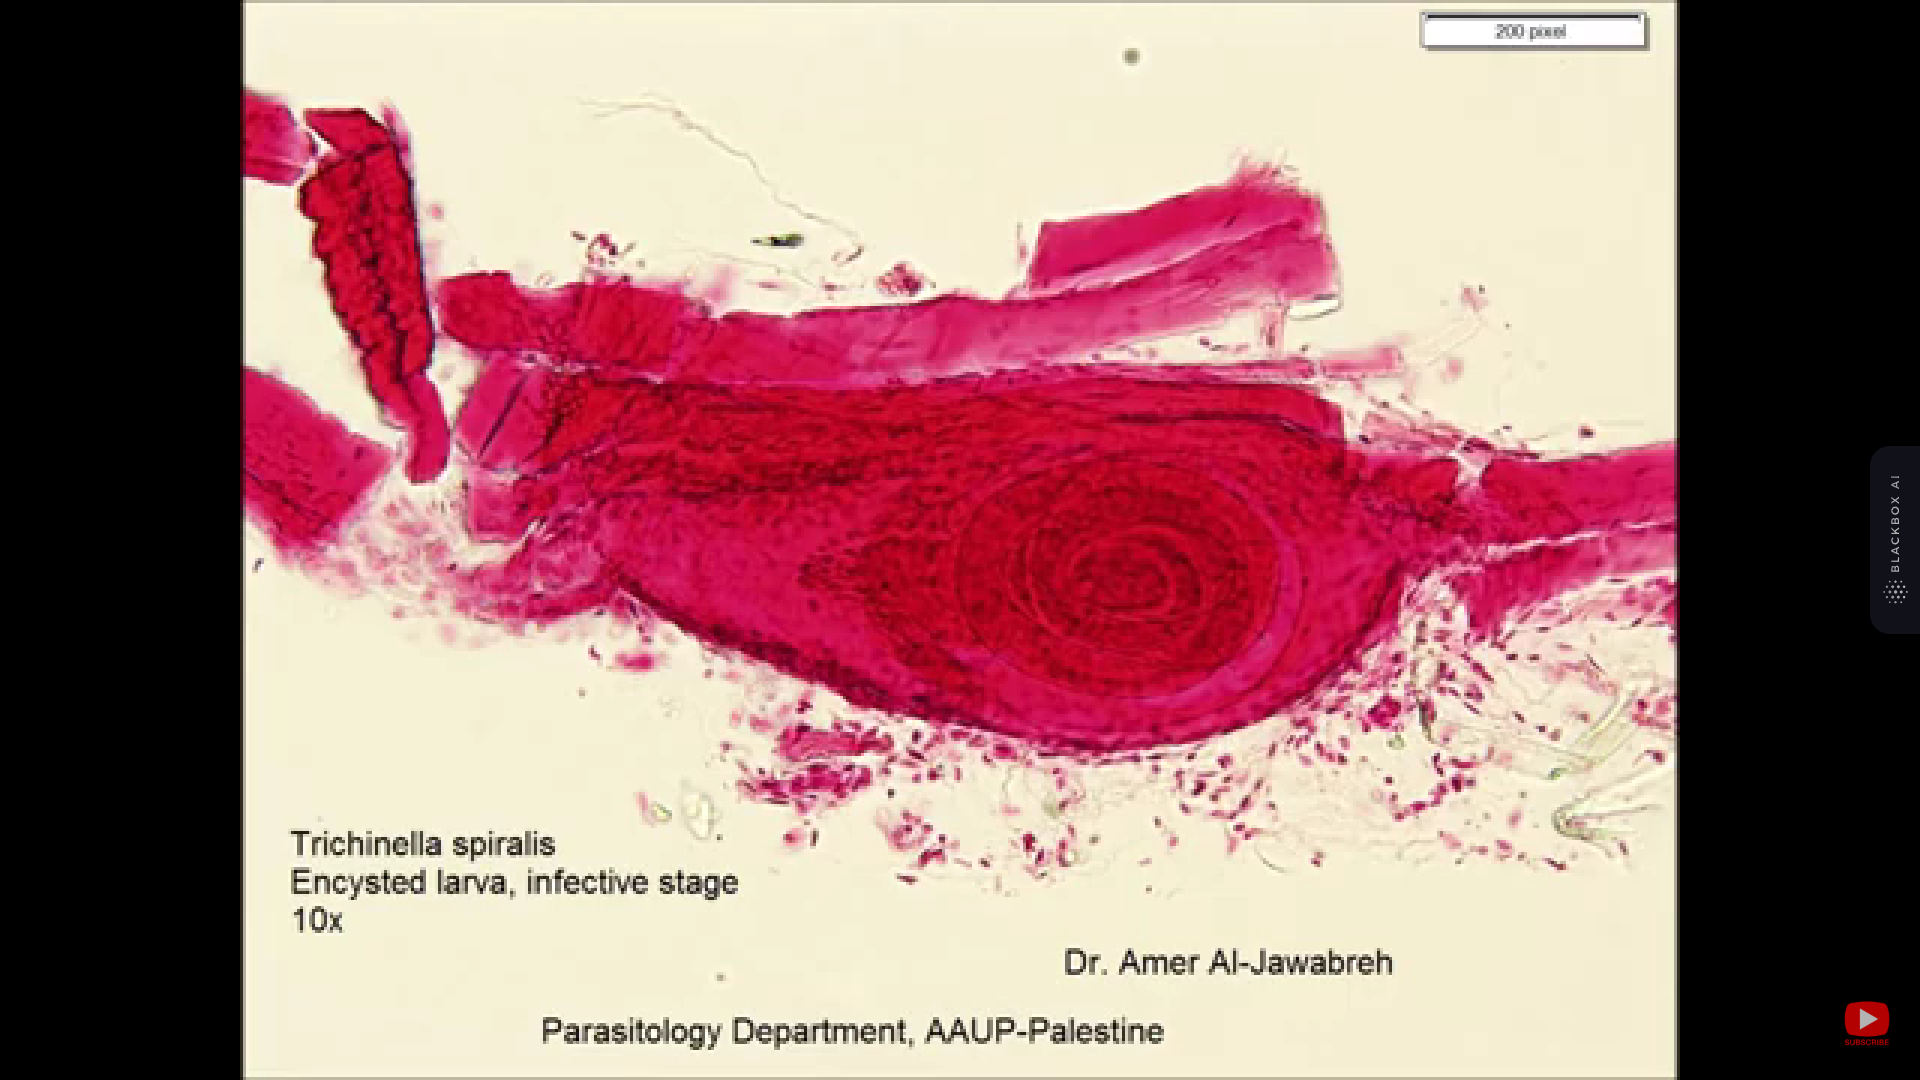 200 pixel
BLACKBOX AI
Trichinella spiralis
Encysted larva, infective stage
10x
Dr. Amer Al-Jawabreh
Parasitology Department, AAUP-Palestine
SUBSCRIBE